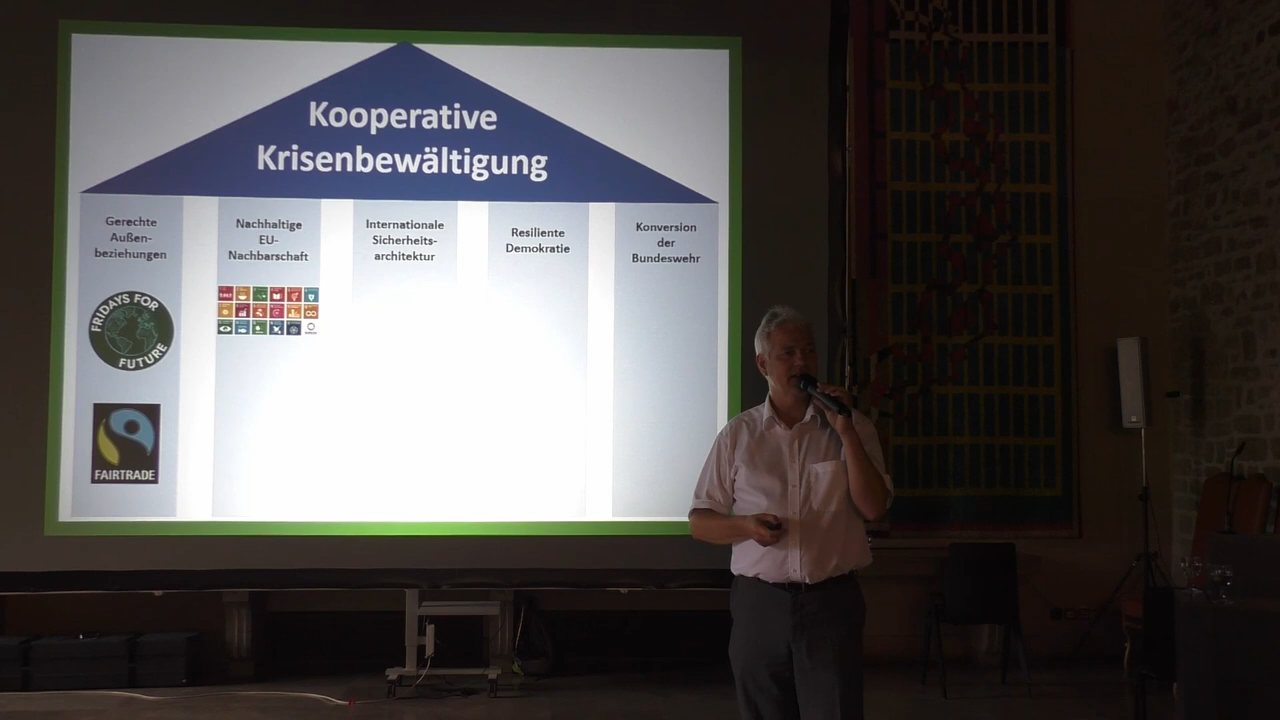 Kooperative
Krisenbewältigung
Gerechte
Außen-
beziehungen
Nachhaltige
EU-
Nachbarschaft
Internationale
Sicherheits-
architektur
Resiliente
Demokratie
Konversion
der
Bundeswehr
FRIDAYS FOR
FUTURE
FAIRTRADE